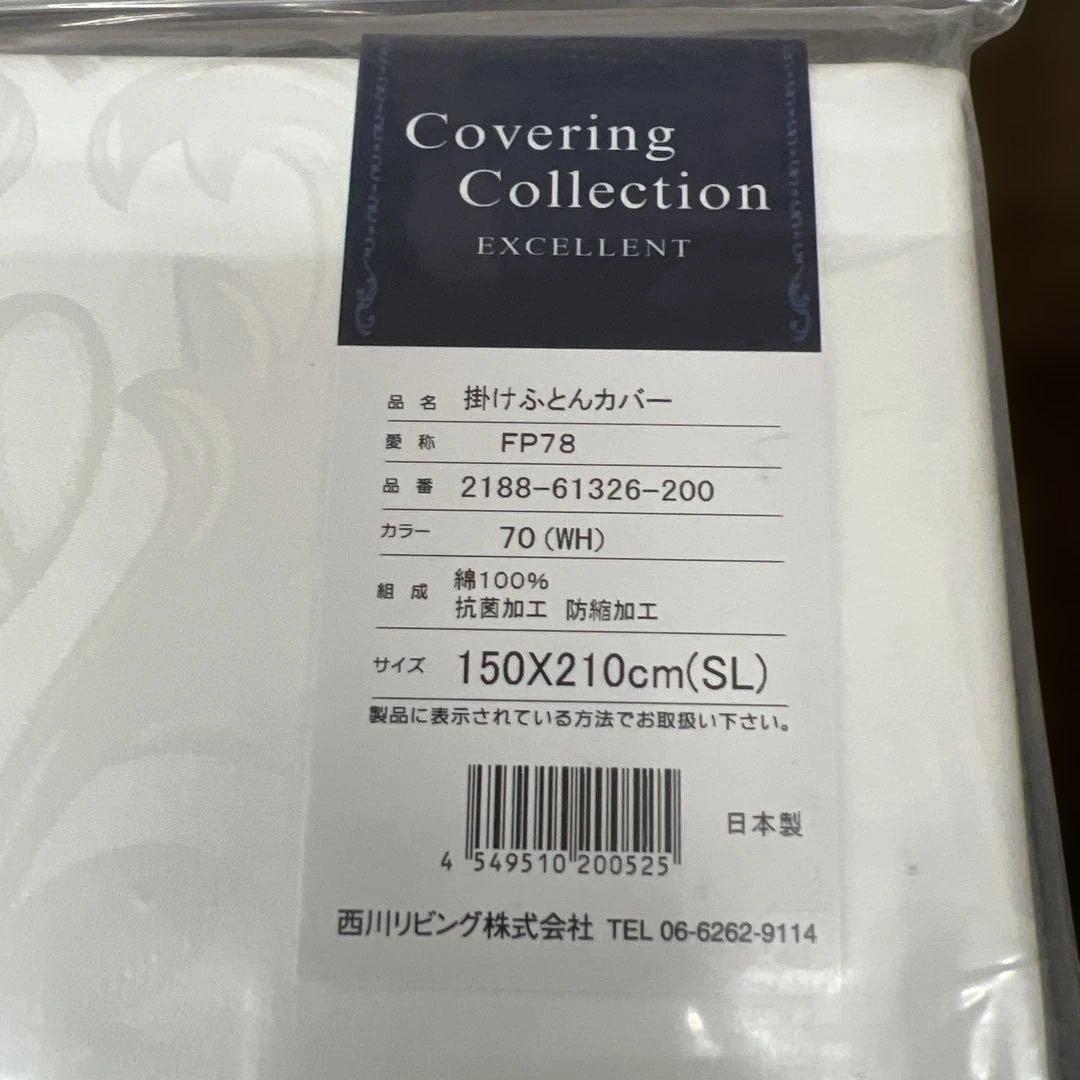 Covering
Collection
EXCELLENT
品 名 掛けふとんカバー
愛 称 FP78
品 番 2188-61326-200
カラー 70(WH)
組 成 綿100%
抗菌加工 防縮加工
サイズ 150X210cm(SL)
製品に表示されている方法でお取扱い下さい。
日本製
4 549510 200525
西川リビング株式会社 TEL 06-6262-9114